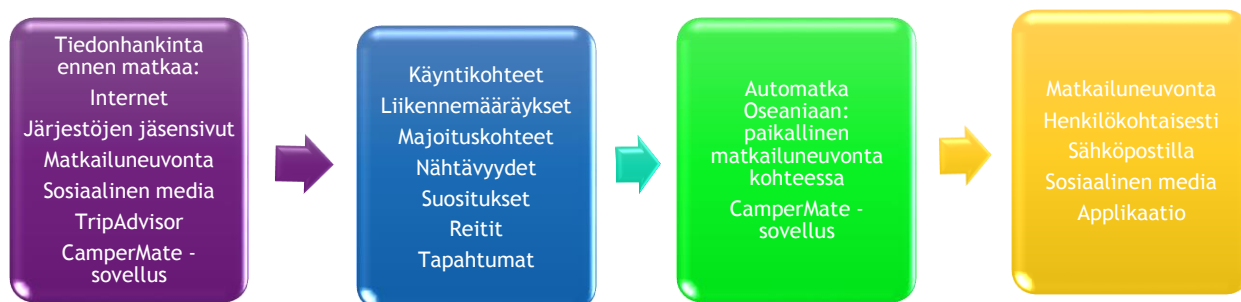 Tiedonhankinta
ennen matkaa:
Internet
Järjestöjen jäsensivut
Matkailuneuvonta
Sosiaalinen media
TripAdvisor
CamperMate -
sovellus
Käyntikohteet
Liikennemääräykset
Majoituskohteet
Nähtävyydet
Suositukset
Reitit
Tapahtumat
Automatka
Oseaniaan:
paikallinen
matkailuneuvonta
kohteessa
CamperMate -
sovellus
Matkailuneuvonta
Henkilökohtaisesti
Sähköpostilla
Sosiaalinen media
Applikaatio